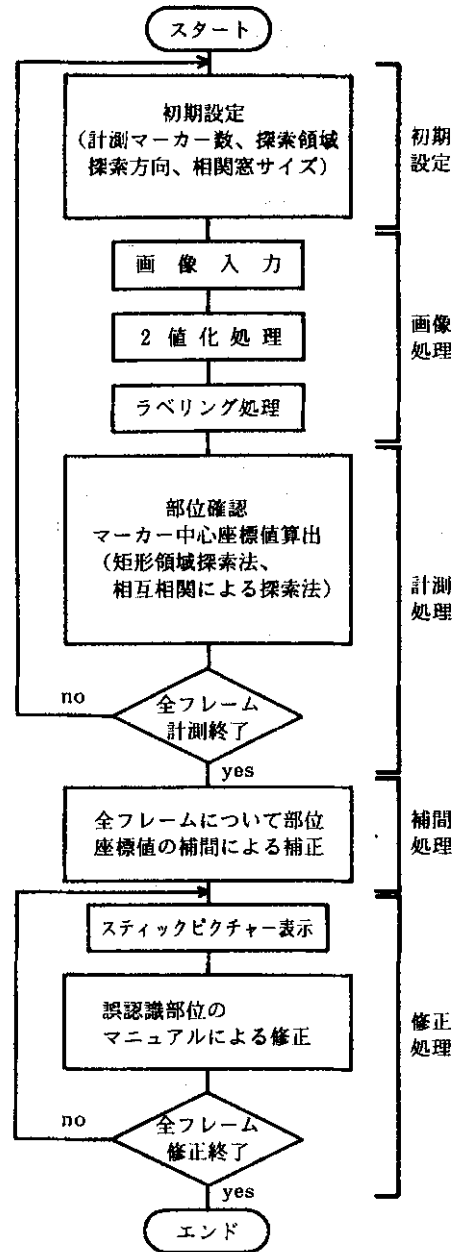 スタート
初期設定
(計測マーカー数、探索領域
探索方向、相関窓サイズ)
初期
設定
画像入力
2値化処理
ラベリング処理
画像
処理
部位確認
マーカー中心座標値算出
(矩形領域探索法、
相互相関による探索法)
計測
処理
no
全フレーム
計測終了
yes
全フレームについて部位
座標値の補間による補正
補間
処理
スティックピクチャー表示
誤認識部位の
マニュアルによる修正
修正
処理
no
全フレーム
修正終了
yes
エンド